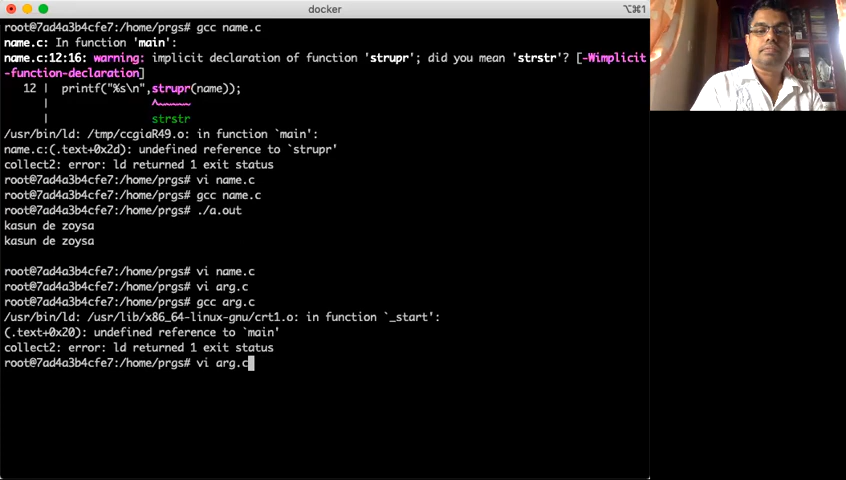 docker
⌥⌘1
root@7ad4a3b4cfe7:/home/prgs# gcc name.c
name.c: In function 'main':
name.c:12:16: warning: implicit declaration of function 'strupr'; did you mean 'strstr'? [-Wimplicit
-function-declaration]
12 | printf("%s\n",strupr(name));
| ^~~~~~
| strstr
/usr/bin/ld: /tmp/ccgiaR49.o: in function `main':
name.c:(.text+0x2d): undefined reference to `strupr'
collect2: error: ld returned 1 exit status
root@7ad4a3b4cfe7:/home/prgs# vi name.c
root@7ad4a3b4cfe7:/home/prgs# gcc name.c
root@7ad4a3b4cfe7:/home/prgs# ./a.out
kasun de zoysa
kasun de zoysa
root@7ad4a3b4cfe7:/home/prgs# vi name.c
root@7ad4a3b4cfe7:/home/prgs# vi arg.c
root@7ad4a3b4cfe7:/home/prgs# gcc arg.c
/usr/bin/ld: /usr/lib/x86_64-linux-gnu/crt1.o: in function `_start':
(.text+0x20): undefined reference to `main'
collect2: error: ld returned 1 exit status
root@7ad4a3b4cfe7:/home/prgs# vi arg.c